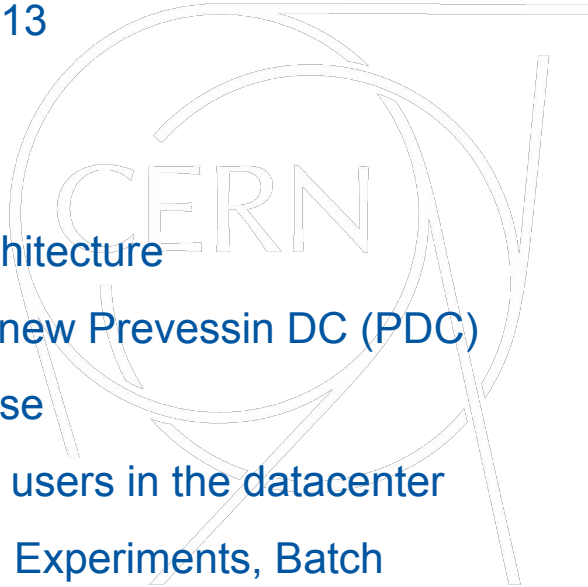 13
CERN
hitecture
new Prevessin DC (PDC)
se
users in the datacenter
Experiments, Batch